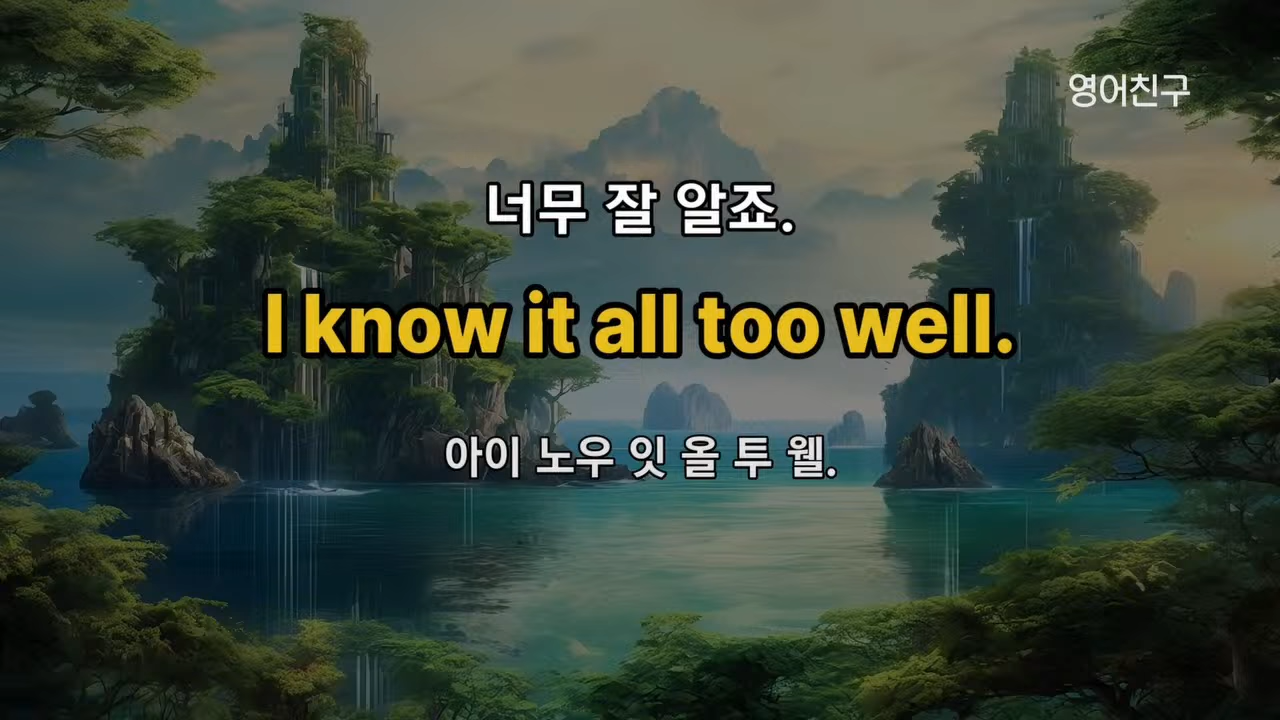 영어친구
너무 잘 알죠.
I know it all too well.
아이 노우 잇 올 투 웰.